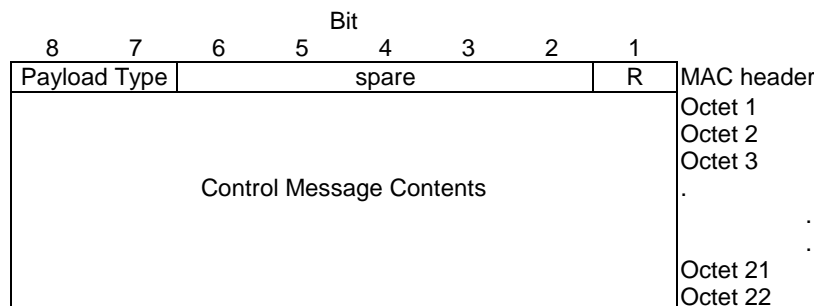 Bit
8 7 6 5 4 3 2 1
Payload Type spare R MAC header
Octet 1
Octet 2
Octet 3
Control Message Contents .
.
.
Octet 21
Octet 22